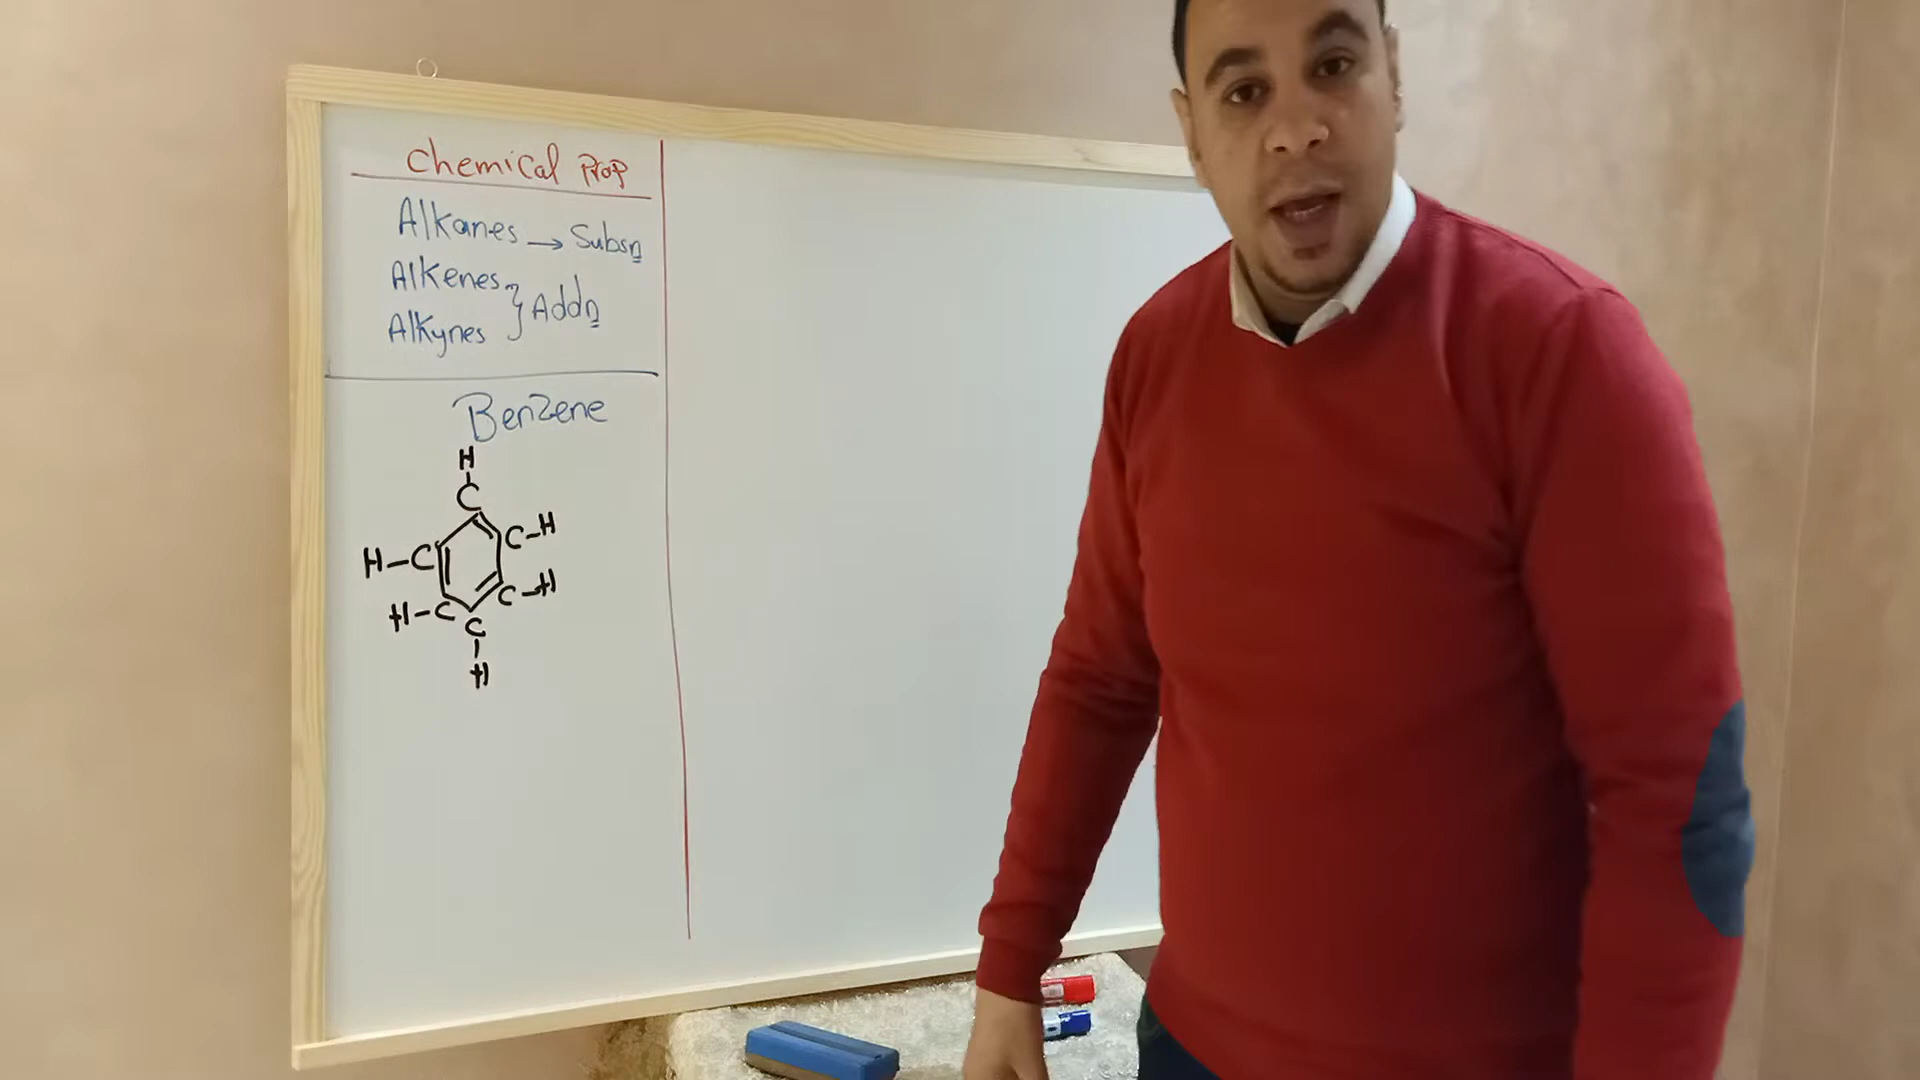 Chemical Prop
Alkanes → Subsn
Alkenes
Alkynes } Addn
Benzene
H
C
C-H
H-C
C-H
H-C
C
H